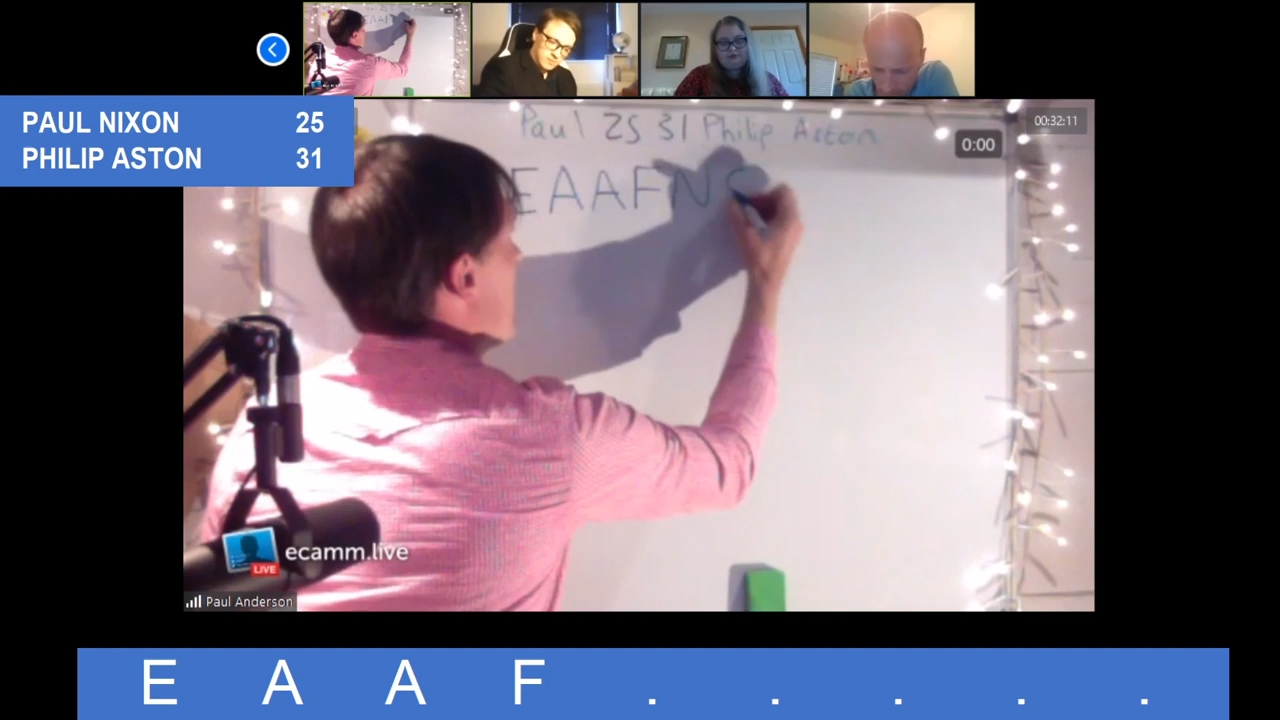 PAUL NIXON 25
PHILIP ASTON 31
00:32:11
0:00
Paul 25 31 Philip Aston
EAAFN
ecamm.live
LIVE
Paul Anderson
E A A F . . . . .